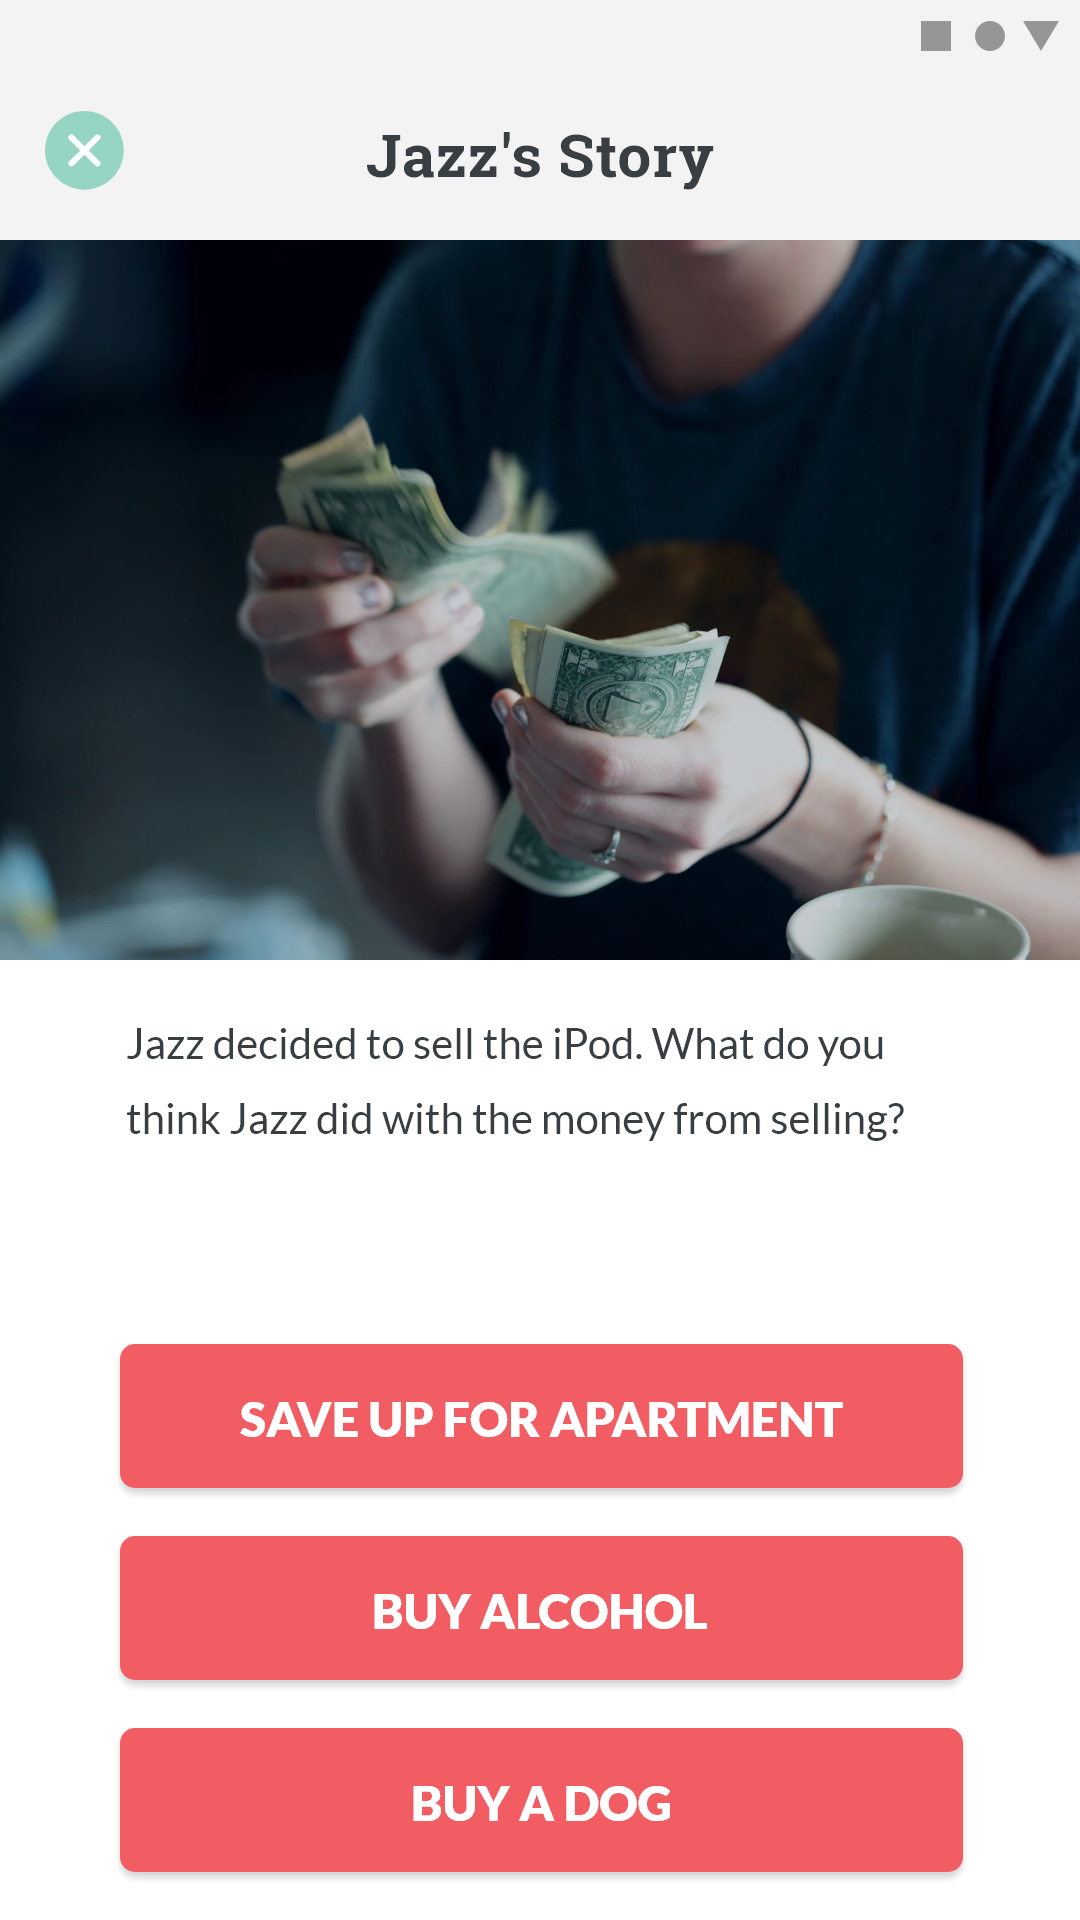 Jazz's Story
Jazz decided to sell the iPod. What do you
think Jazz did with the money from selling?
SAVE UP FOR APARTMENT
BUY ALCOHOL
BUY A DOG